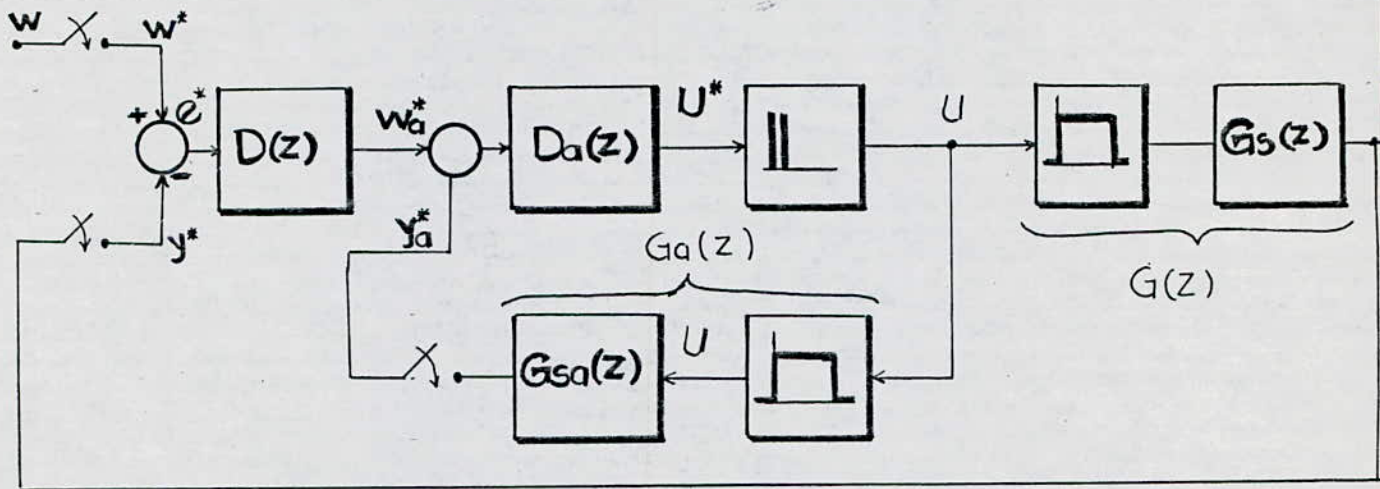 w w*
+ e*
D(z)
wa*
Da(z)
U*
U
Gs(z)
-
y*
ya*
Ga(z)
G(z)
Gsa(z)
U